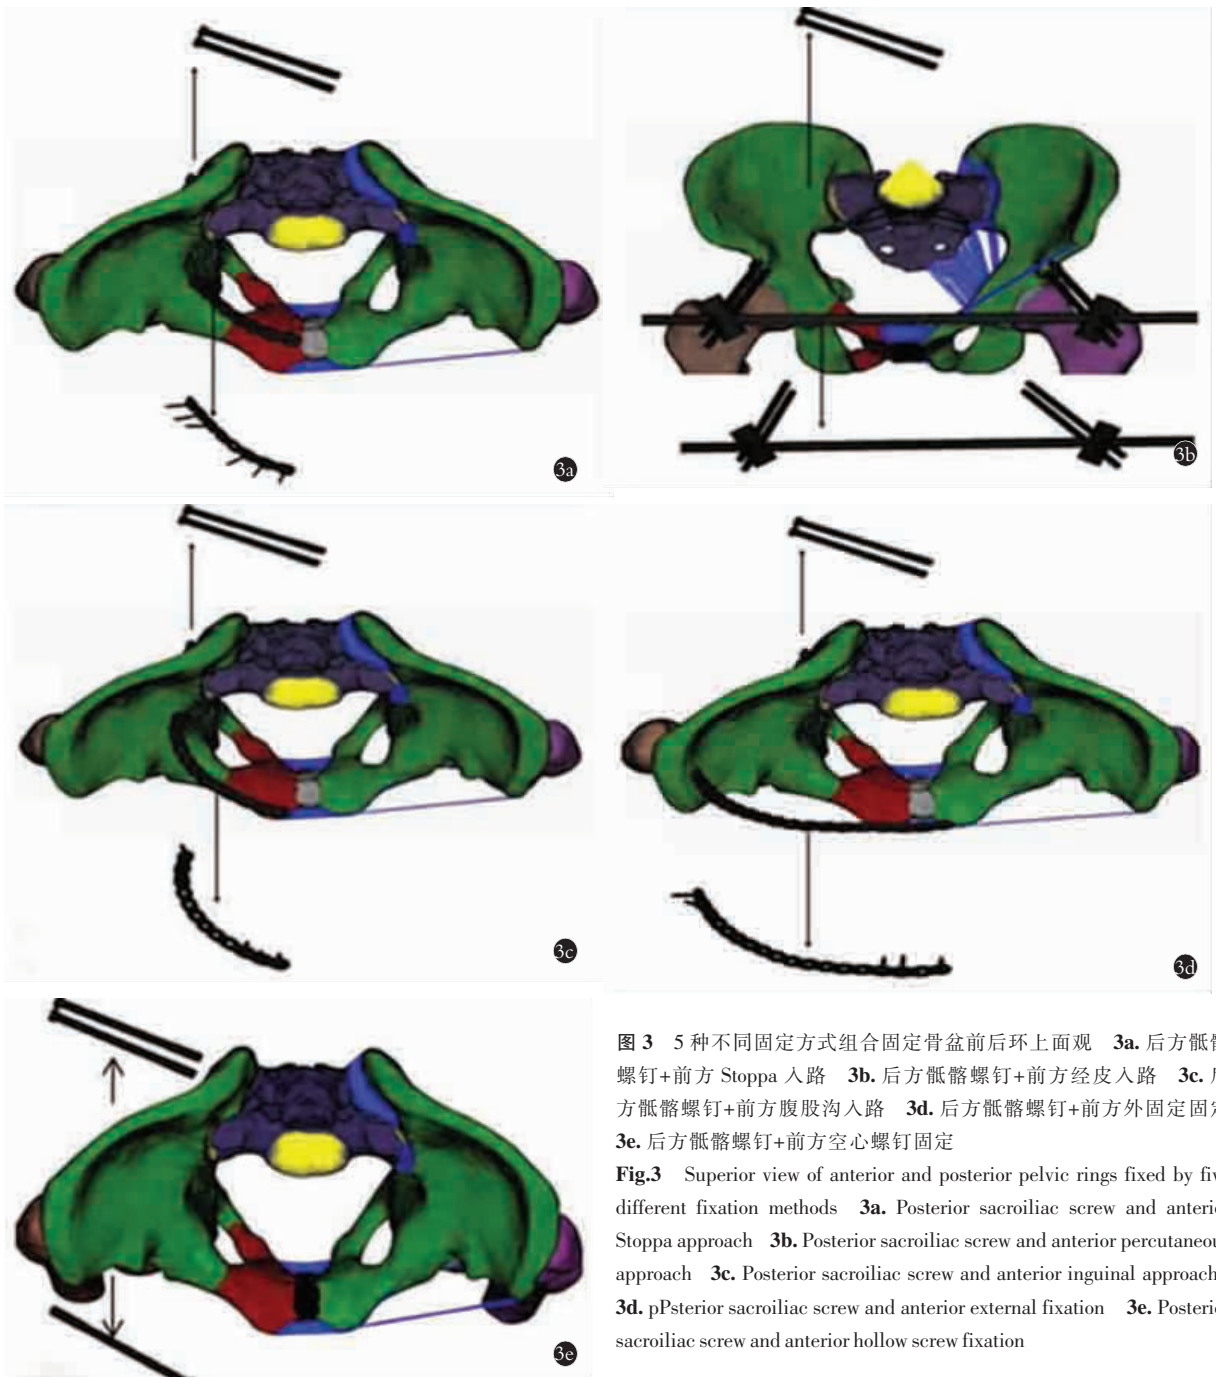 3a
3b
3c
3d
3e
图 3 5 种不同固定方式组合固定骨盆前后环上面观 3a. 后方骶髂
螺钉+前方 Stoppa 入路 3b. 后方骶髂螺钉+前方经皮入路 3c. 后
方骶髂螺钉+前方腹股沟入路 3d. 后方骶髂螺钉+前方外固定固定
3e. 后方骶髂螺钉+前方空心螺钉固定
Fig.3 Superior view of anterior and posterior pelvic rings fixed by fiv
different fixation methods 3a. Posterior sacroiliac screw and anterio
Stoppa approach 3b. Posterior sacroiliac screw and anterior percutaneou
approach 3c. Posterior sacroiliac screw and anterior inguinal approach
3d. pPsterior sacroiliac screw and anterior external fixation 3e. Posterio
sacroiliac screw and anterior hollow screw fixation